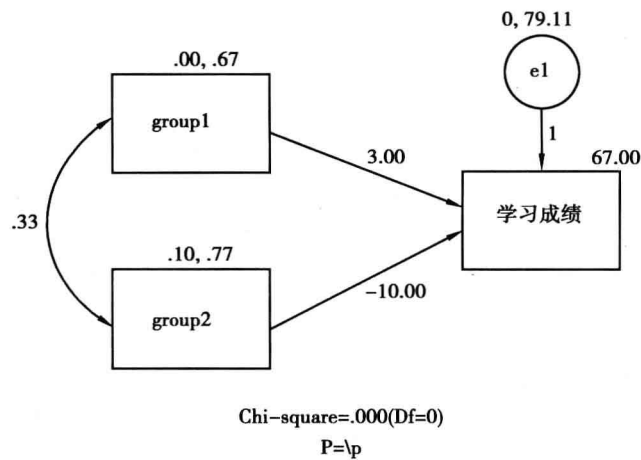 0, 79.11
.00, .67
e1
group1
1
3.00
67.00
学习成绩
.33
.10, .77
-10.00
group2
Chi-square=.000(Df=0)
P=\p